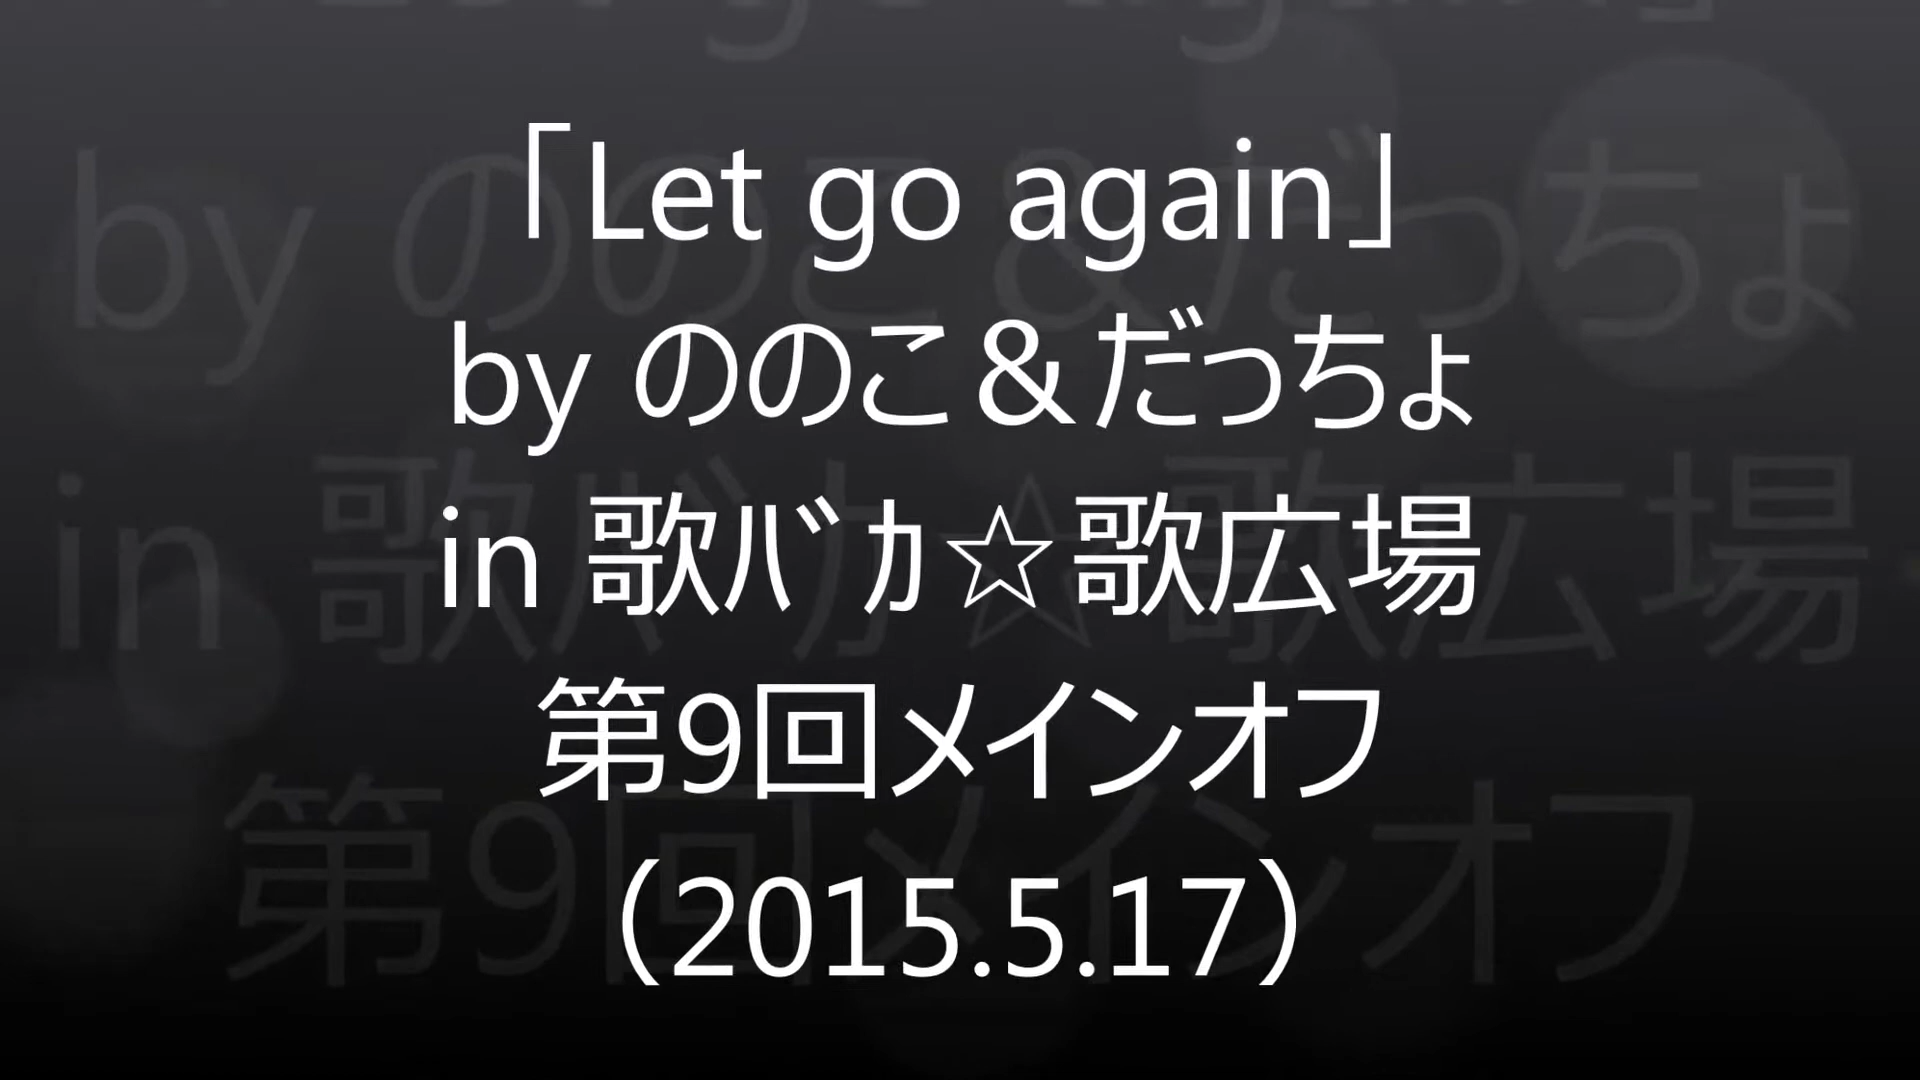 「Let go again」
by ののこ＆だっちょ
in 歌ﾊﾞｶ☆歌広場
第9回メインオフ
（2015.5.17）